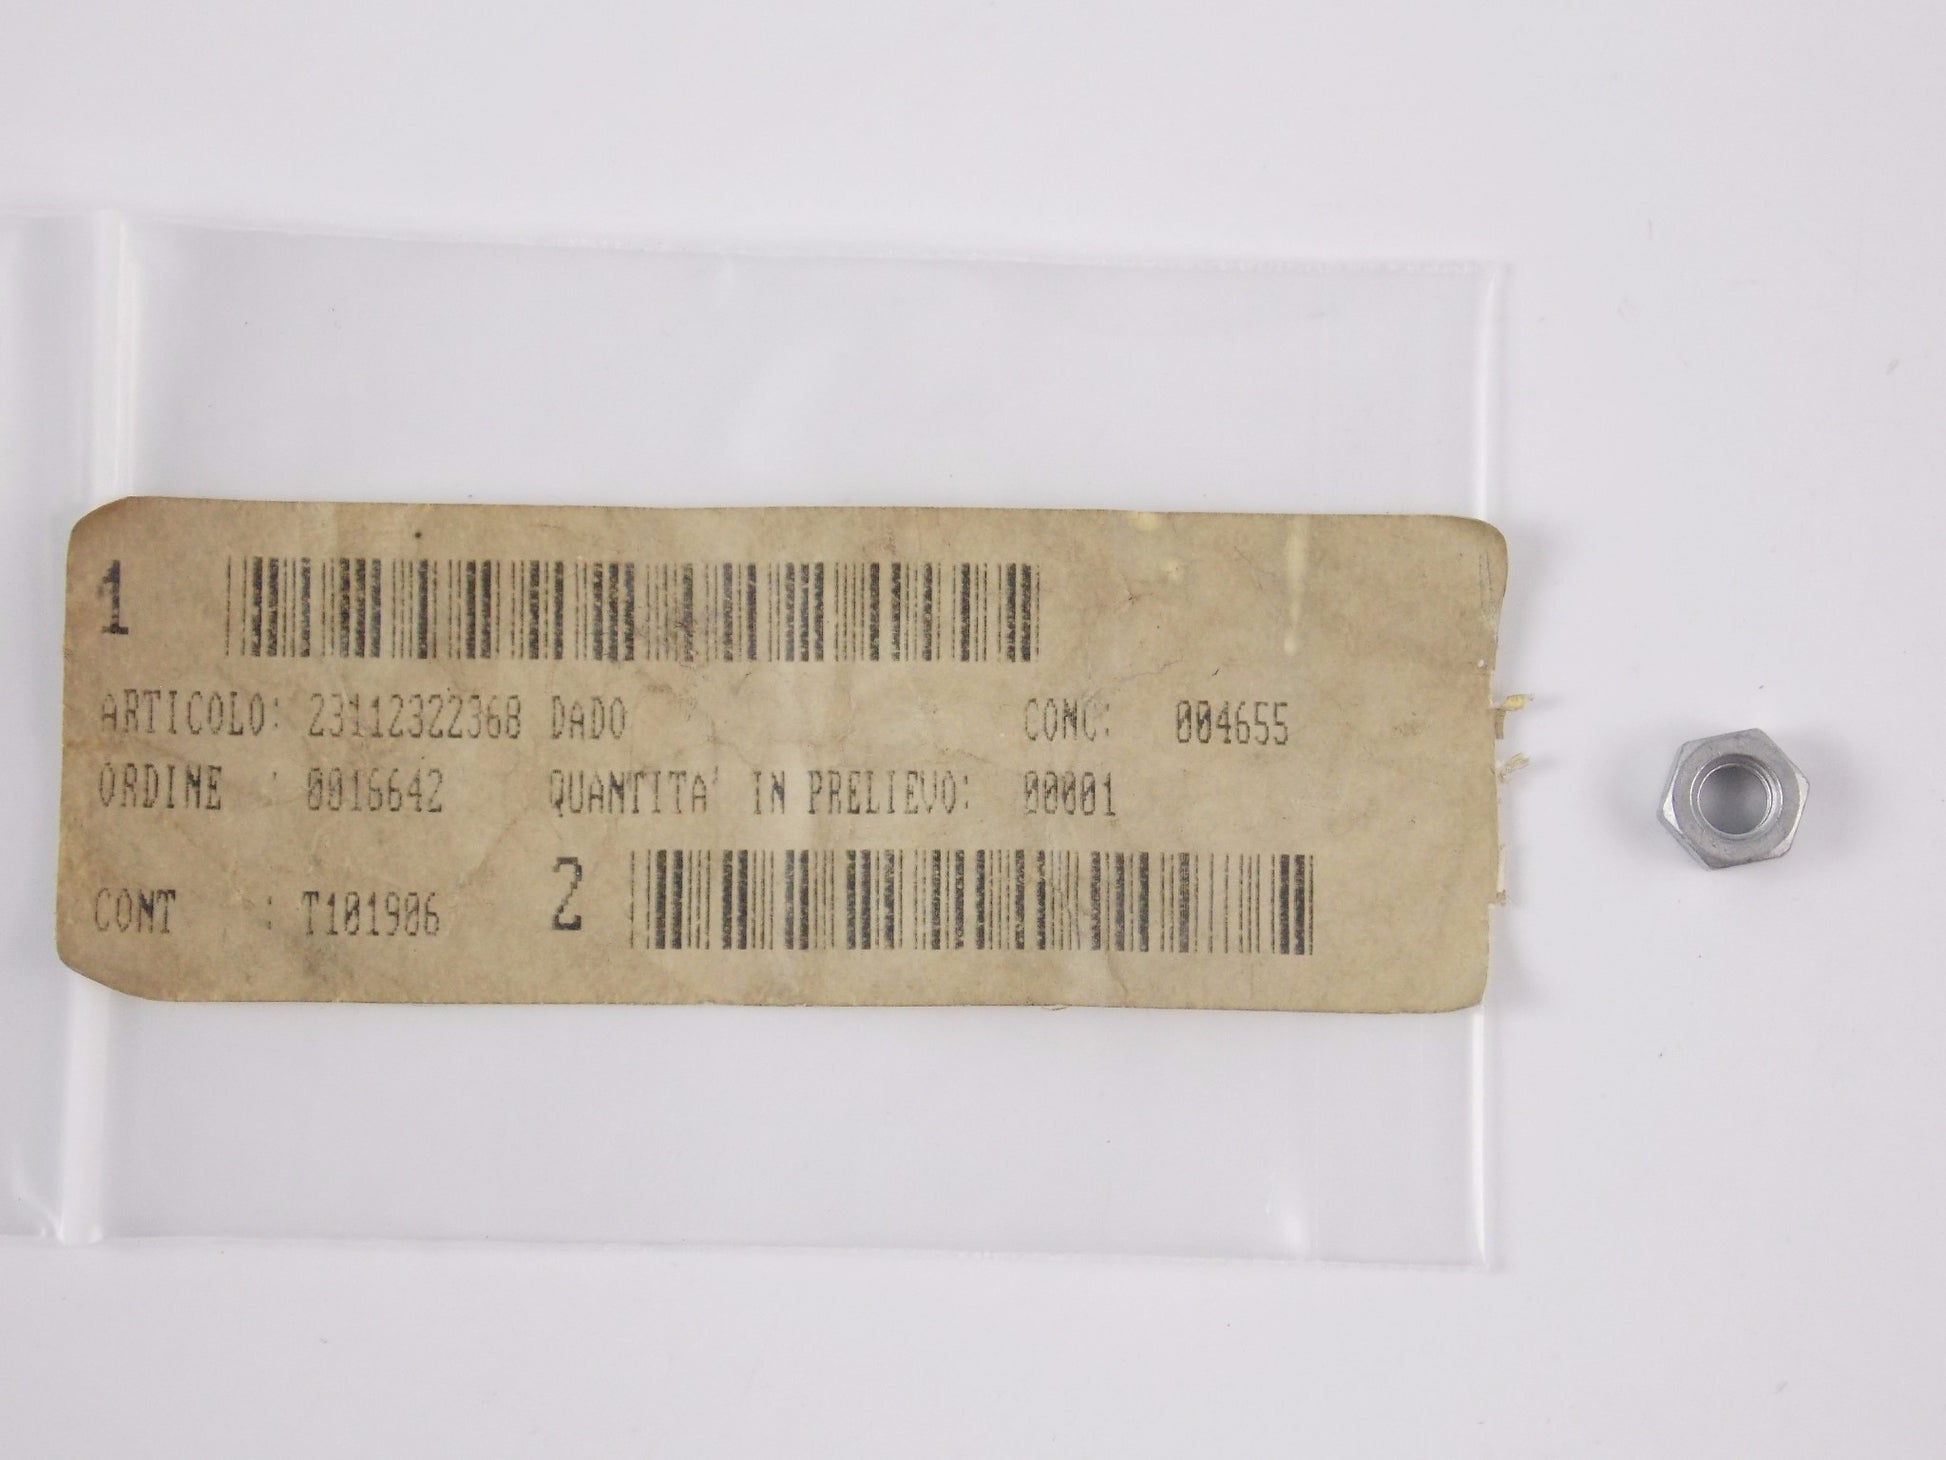 1
ARTICOLO: 23112322368 DADO CONC: 004655
ORDINE : 0016642 QUANTITA' IN PRELIEVO: 00001
CONT : T101906 2